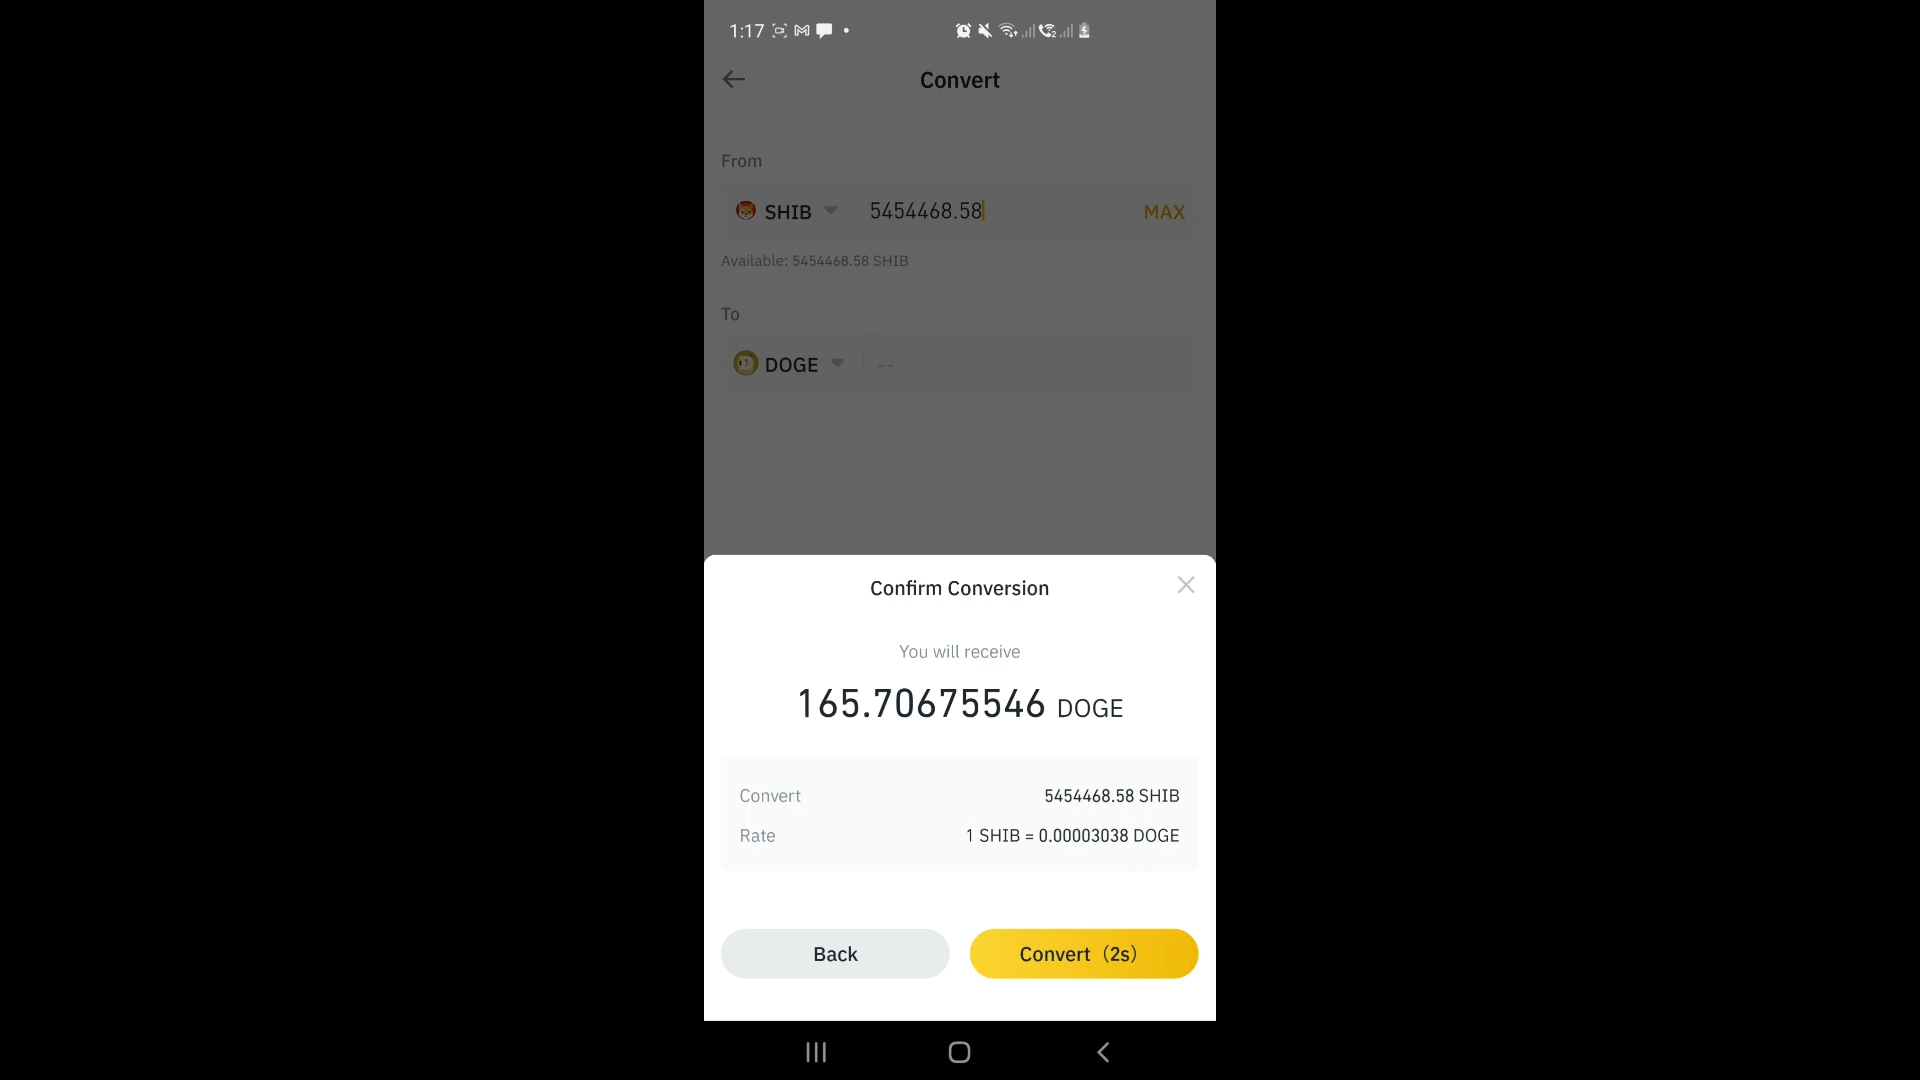 1:17
Convert
From
SHIB 5454468.58 MAX
Available: 5454468.58 SHIB
To
DOGE --
Confirm Conversion
You will receive
165.70675546 DOGE
Convert 5454468.58 SHIB
Rate 1 SHIB = 0.00003038 DOGE
Back Convert (2s)